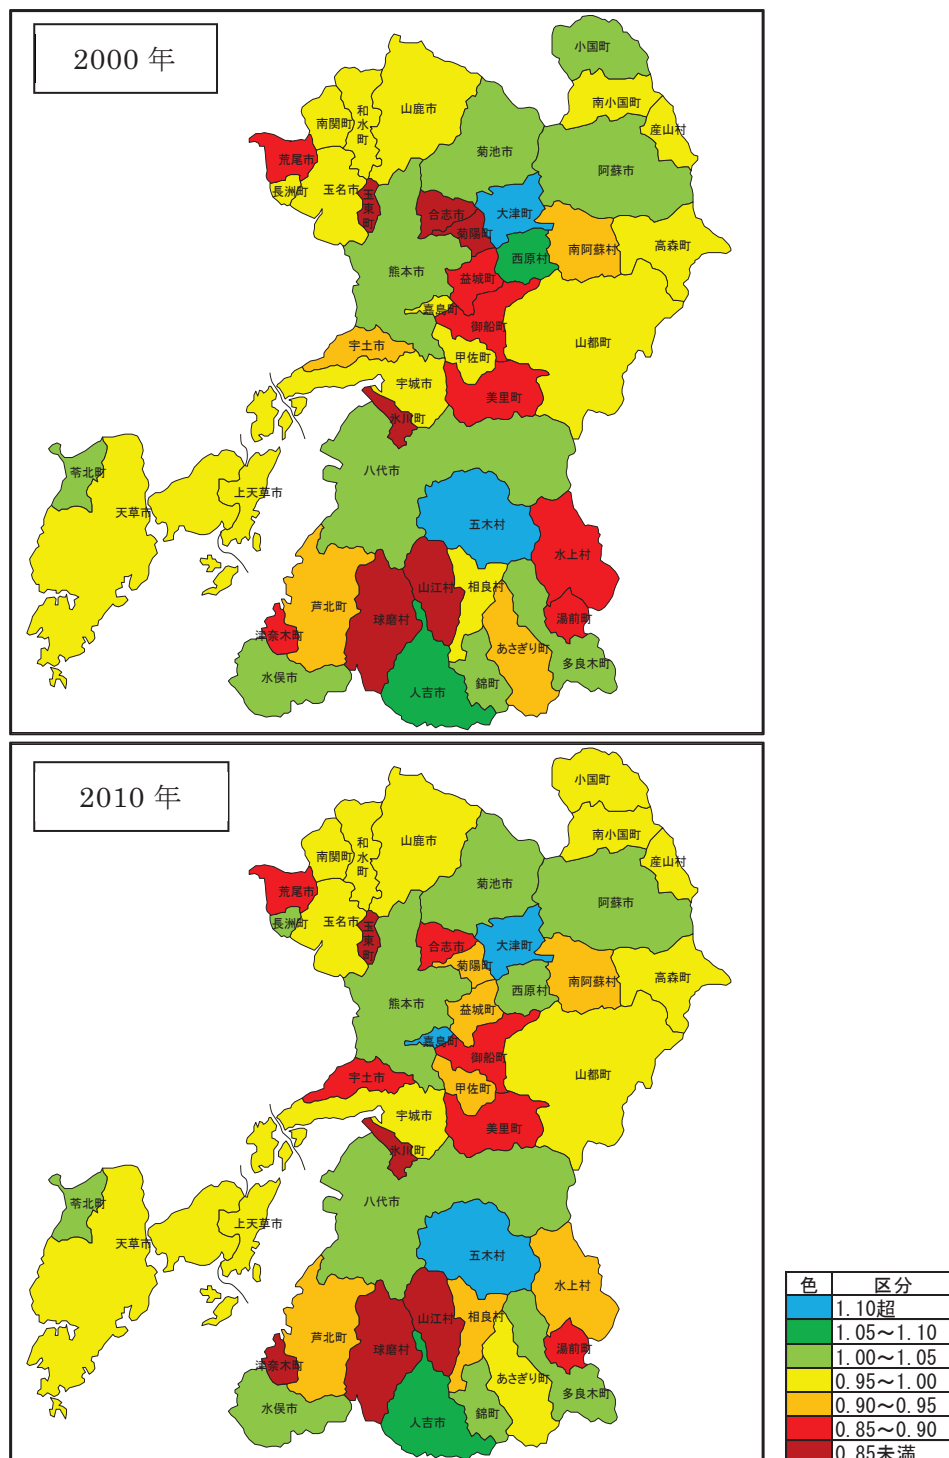 2000 年
小国町
南小国町
産山村
山鹿市
和水町
南関町
菊池市
阿蘇市
荒尾市
長洲町
玉名市
玉東町
合志市
菊陽町
大津町
西原村
南阿蘇村
高森町
熊本市
益城町
嘉島町
御船町
山都町
宇土市
甲佐町
宇城市
美里町
氷川町
八代市
苓北町
天草市
上天草市
五木村
水上村
山江村
相良村
芦北町
球磨村
湯前町
津奈木町
あさぎり町
多良木町
水俣市
錦町
人吉市
2010 年
小国町
南小国町
産山村
山鹿市
和水町
南関町
菊池市
阿蘇市
荒尾市
長洲町
玉名市
玉東町
合志市
菊陽町
大津町
西原村
南阿蘇村
高森町
熊本市
益城町
嘉島町
御船町
山都町
宇土市
甲佐町
宇城市
美里町
氷川町
八代市
苓北町
天草市
上天草市
五木村
水上村
山江村
相良村
芦北町
球磨村
湯前町
津奈木町
あさぎり町
多良木町
水俣市
錦町
人吉市
色 区分
1.10超
1.05～1.10
1.00～1.05
0.95～1.00
0.90～0.95
0.85～0.90
0.85未満